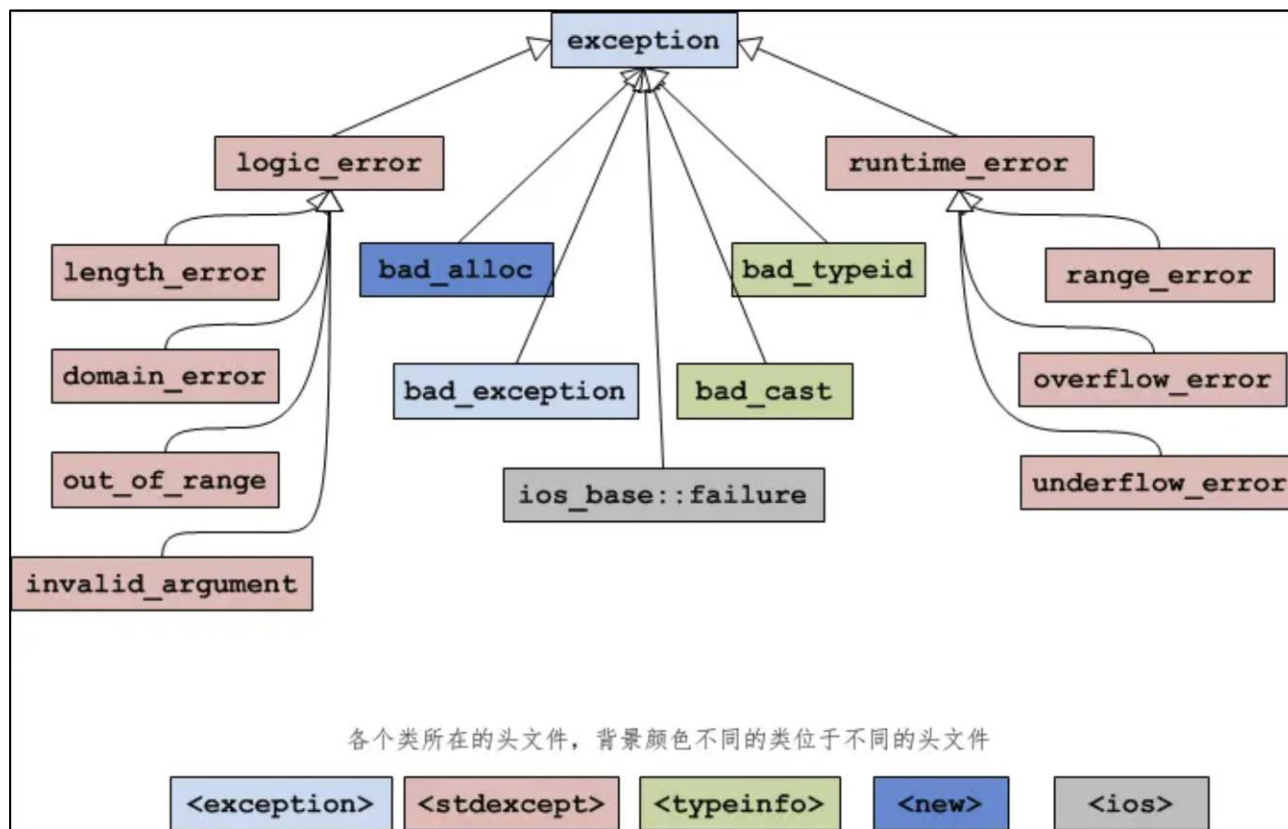 exception
logic_error
runtime_error
length_error
bad_alloc
bad_typeid
range_error
domain_error
bad_exception
bad_cast
overflow_error
out_of_range
ios_base::failure
underflow_error
invalid_argument
各个类所在的头文件，背景颜色不同的类位于不同的头文件
<exception> <stdexcept> <typeinfo> <new> <ios>